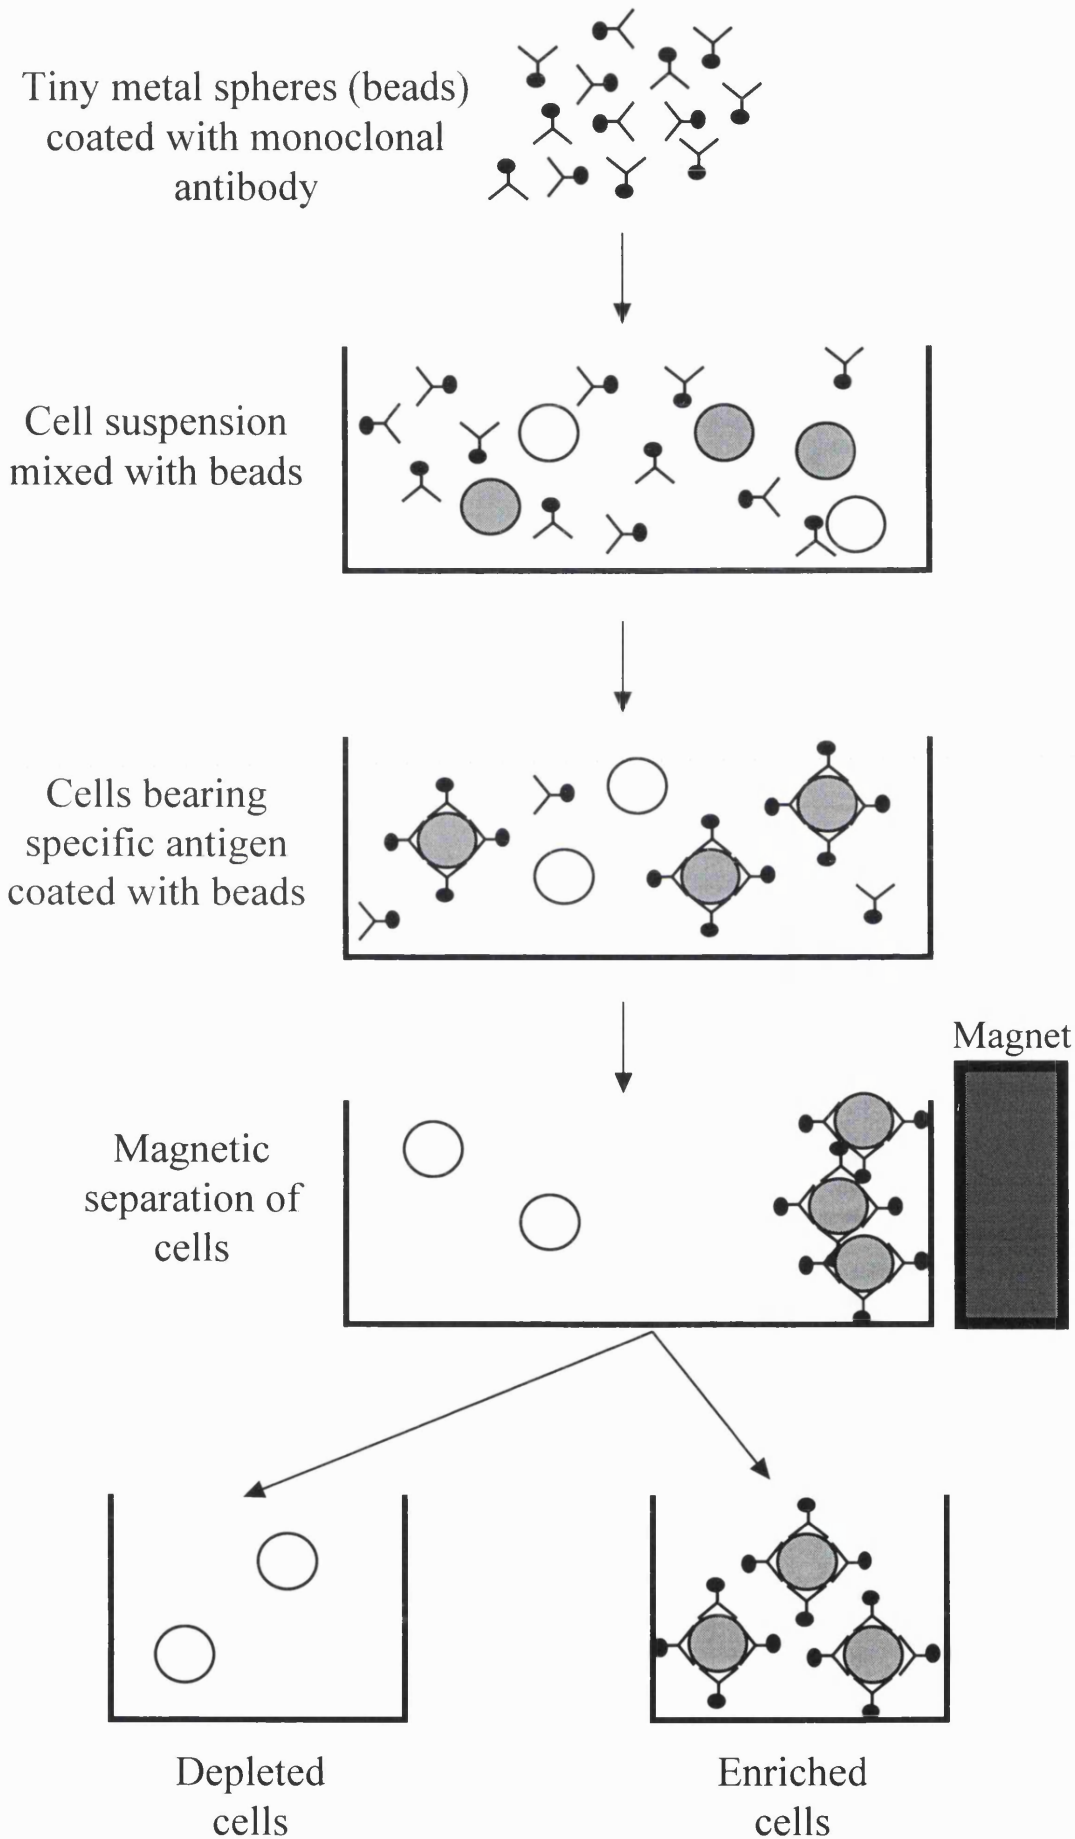 Tiny metal spheres (beads)
coated with monoclonal
antibody
Cell suspension
mixed with beads
Cells bearing
specific antigen
coated with beads
Magnet
Magnetic
separation of
cells
Depleted
cells
Enriched
cells